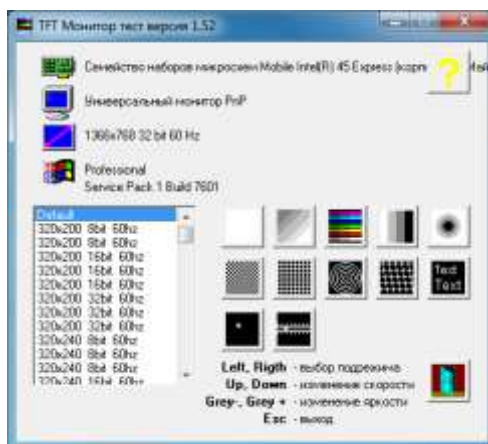 TFT Монитор тест версия 1.52
Семейство наборов микросхем Mobile Intel(R) 45 Express
Универсальный монитор PnP
1366x768 32 bit 60 Hz
Professional
Service Pack 1 Build 7601
Default
320x200 8bit 60hz
320x200 8bit 60hz
320x200 16bit 60hz
320x200 16bit 60hz
320x200 16bit 60hz
320x200 32bit 60hz
320x200 32bit 60hz
320x200 32bit 60hz
320x240 8bit 60hz
320x240 8bit 60hz
320x240 8bit 60hz
320x240 16bit 60hz
Text
Text
Left, Rigth - выбор подрежима
Up, Down - изменение скорости
Grey-, Grey + - изменение яркости
Esc - выход